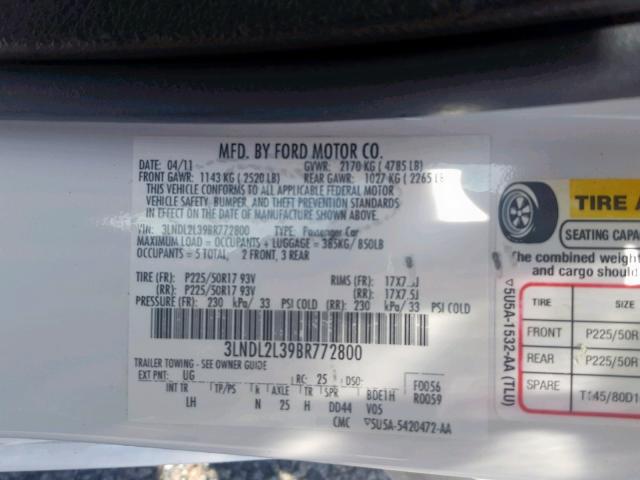 MFD. BY FORD MOTOR CO.
DATE: 04/11 GVWR: 2170 KG ( 4785 LB)
FRONT GAWR: 1143 KG ( 2520 LB) REAR GAWR: 1027 KG ( 2265 LB
THIS VEHICLE CONFORMS TO ALL APPLICABLE FEDERAL MOTOR
VEHICLE SAFETY, BUMPER, AND THEFT PREVENTION STANDARDS
IN EFFECT ON THE DATE OF MANUFACTURE SHOWN ABOVE.
VIN: 3LNDL2L39BR772800 TYPE: Passenger Car
MAXIMUM LOAD = OCCUPANTS + LUGGAGE = 385KG / 850LB
OCCUPANTS = 5 TOTAL, 2 FRONT, 3 REAR
TIRE (FR): P225/50R17 93V RIMS (FR): 17X7.5J
(RR): P225/50R17 93V (RR): 17X7.5J
PRESSURE (FR): 230 kPa/ 33 PSI COLD (RR): 230 kPa/ 33 PSI COLD
3LNDL2L39BR772800
TRAILER TOWING - SEE OWNER GUIDE
EXT PNT: UG RC: 25 DSO: F0056
R0059
INT TR TP/PS R AXLE TR SPR BDE1H
LH N 25 H DD44 V05
CMC ▽5U5A-5420472-AA
TIRE A
SEATING CAPA
The combined weight
and cargo should
TIRE SIZE
FRONT P225/50R
REAR P225/50R
SPARE T145/80D1
▽5U5A-1532-AA (TLU)